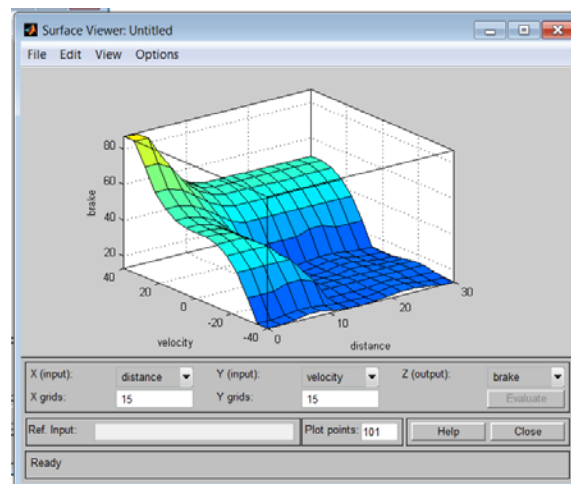 Surface Viewer: Untitled
File Edit View Options
80
60
40
20
brake
40
20
0
-20
-40
velocity
0
10
20
30
distance
X (input): distance Y (input): velocity Z (output): brake
X grids: 15 Y grids: 15 Evaluate
Ref. Input: Plot points: 101 Help Close
Ready